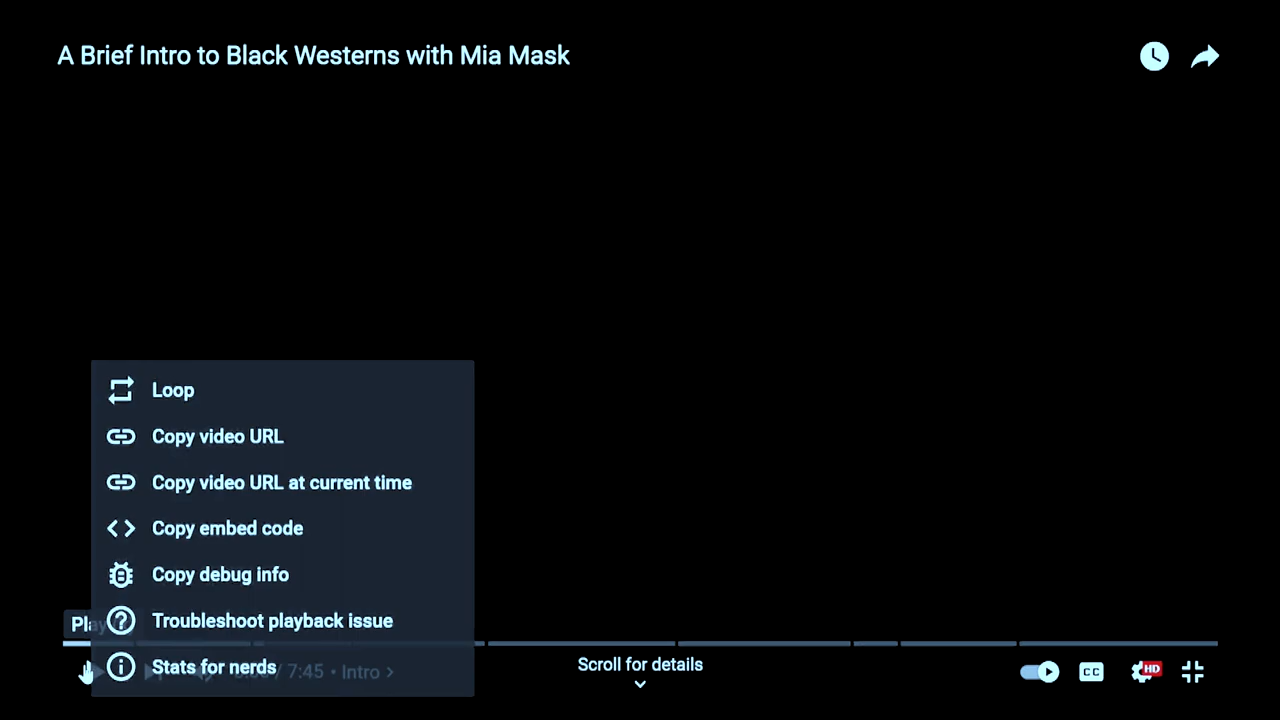 A Brief Intro to Black Westerns with Mia Mask
Loop
Copy video URL
Copy video URL at current time
Copy embed code
Copy debug info
Troubleshoot playback issue
Stats for nerds
/ 7:45 • Intro >
Scroll for details
CC
HD